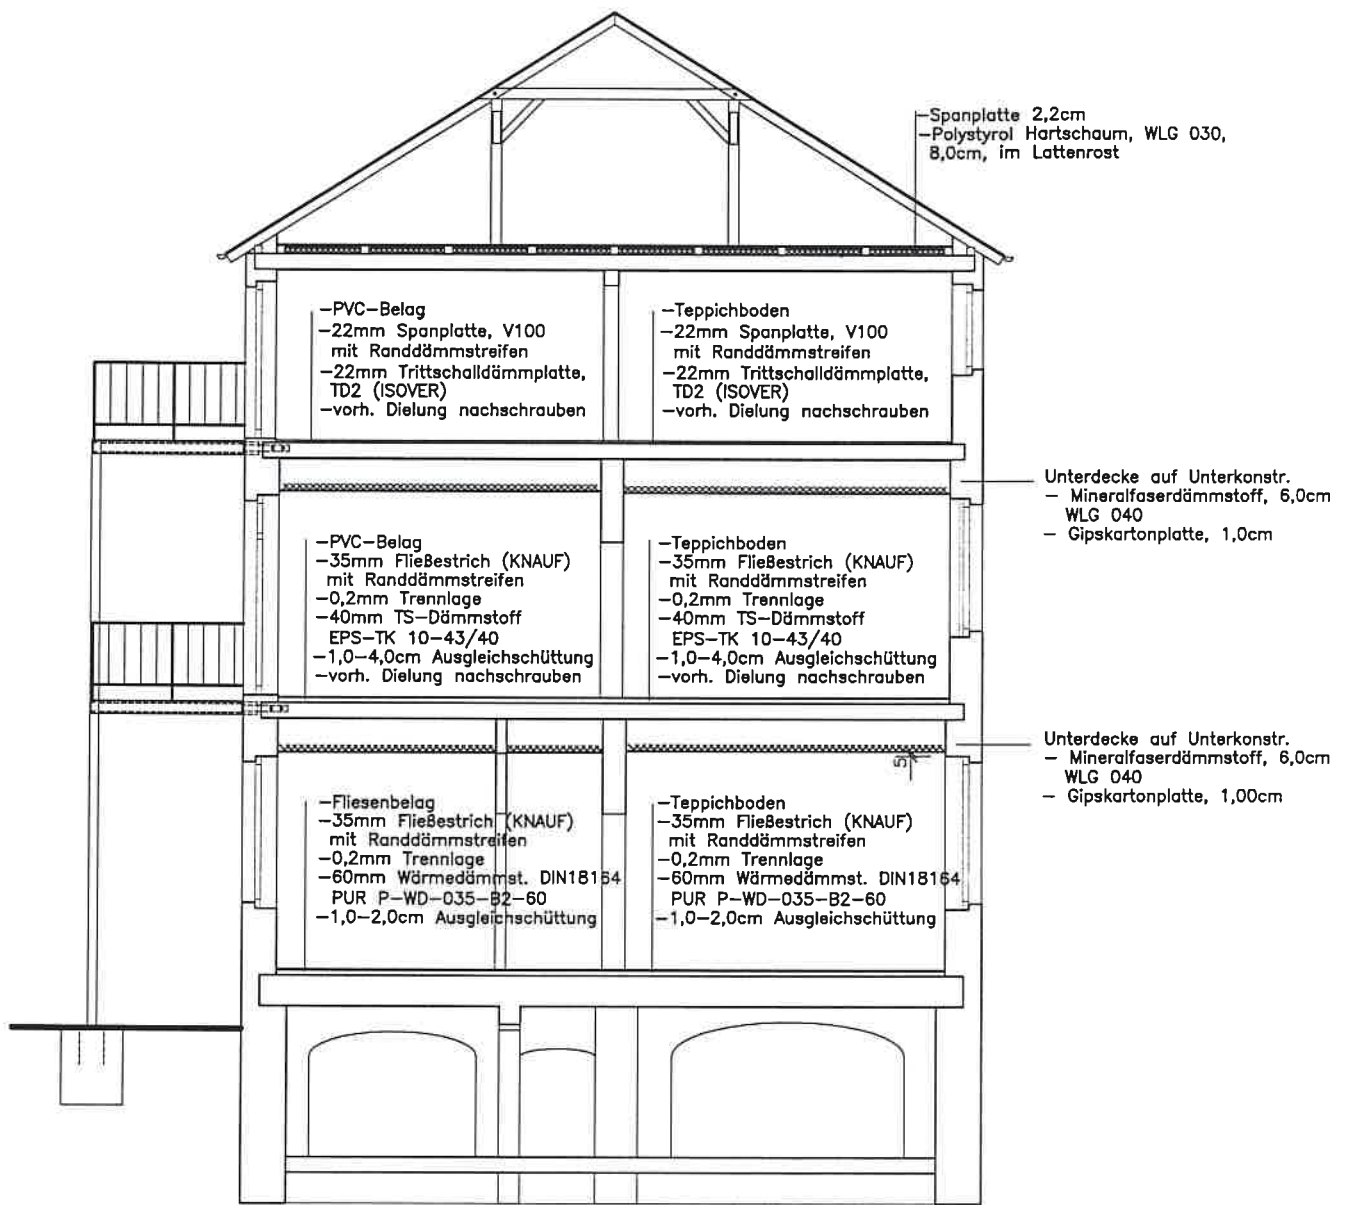 -Spanplatte 2,2cm
-Polystyrol Hartschaum, WLG 030,
8,0cm, im Lattenrost
-PVC-Belag
-22mm Spanplatte, V100
mit Randdämmstreifen
-22mm Trittschalldämmplatte,
TD2 (ISOVER)
-vorh. Dielung nachschrauben
-Teppichboden
-22mm Spanplatte, V100
mit Randdämmstreifen
-22mm Trittschalldämmplatte,
TD2 (ISOVER)
-vorh. Dielung nachschrauben
Unterdecke auf Unterkonstr.
- Mineralfaserdämmstoff, 6,0cm
WLG 040
- Gipskartonplatte, 1,0cm
-PVC-Belag
-35mm Fließestrich (KNAUF)
mit Randdämmstreifen
-0,2mm Trennlage
-40mm TS-Dämmstoff
EPS-TK 10-43/40
-1,0-4,0cm Ausgleichschüttung
-vorh. Dielung nachschrauben
-Teppichboden
-35mm Fließestrich (KNAUF)
mit Randdämmstreifen
-0,2mm Trennlage
-40mm TS-Dämmstoff
EPS-TK 10-43/40
-1,0-4,0cm Ausgleichschüttung
-vorh. Dielung nachschrauben
Unterdecke auf Unterkonstr.
- Mineralfaserdämmstoff, 6,0cm
WLG 040
- Gipskartonplatte, 1,00cm
5
-Fliesenbelag
-35mm Fließestrich (KNAUF)
mit Randdämmstreifen
-0,2mm Trennlage
-60mm Wärmedämmst. DIN18164
PUR P-WD-035-B2-60
-1,0-2,0cm Ausgleichschüttung
-Teppichboden
-35mm Fließestrich (KNAUF)
mit Randdämmstreifen
-0,2mm Trennlage
-60mm Wärmedämmst. DIN18164
PUR P-WD-035-B2-60
-1,0-2,0cm Ausgleichschüttung